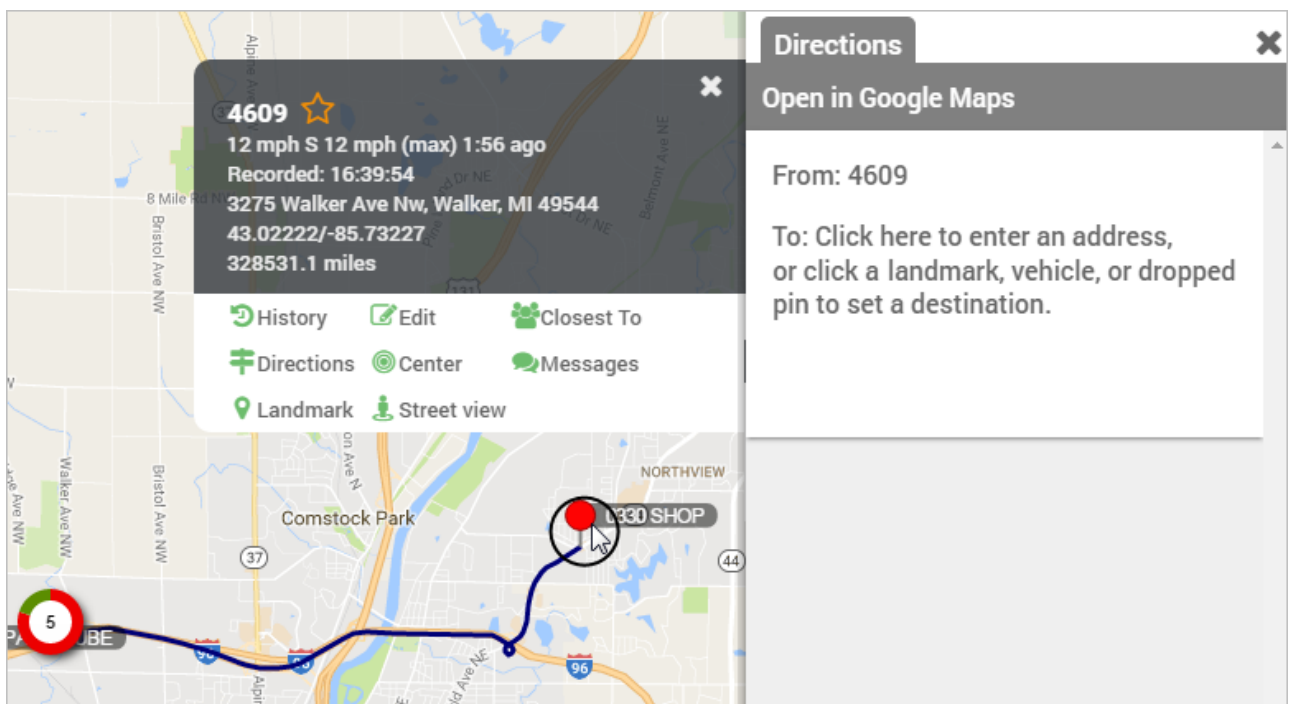 4609
12 mph S 12 mph (max) 1:56 ago
Recorded: 16:39:54
3275 Walker Ave Nw, Walker, MI 49544
43.02222/-85.73227
328531.1 miles
History
Edit
Closest To
Directions
Center
Messages
Landmark
Street view
Directions
Open in Google Maps
From: 4609
To: Click here to enter an address,
or click a landmark, vehicle, or dropped
pin to set a destination.
8 Mile Rd NW
Bristol Ave NW
Belmont Ave NE
131
Walker Ave NW
Bristol Ave NW
Comstock Park
NORTHVIEW
0330 SHOP
37
44
5
96
96
96